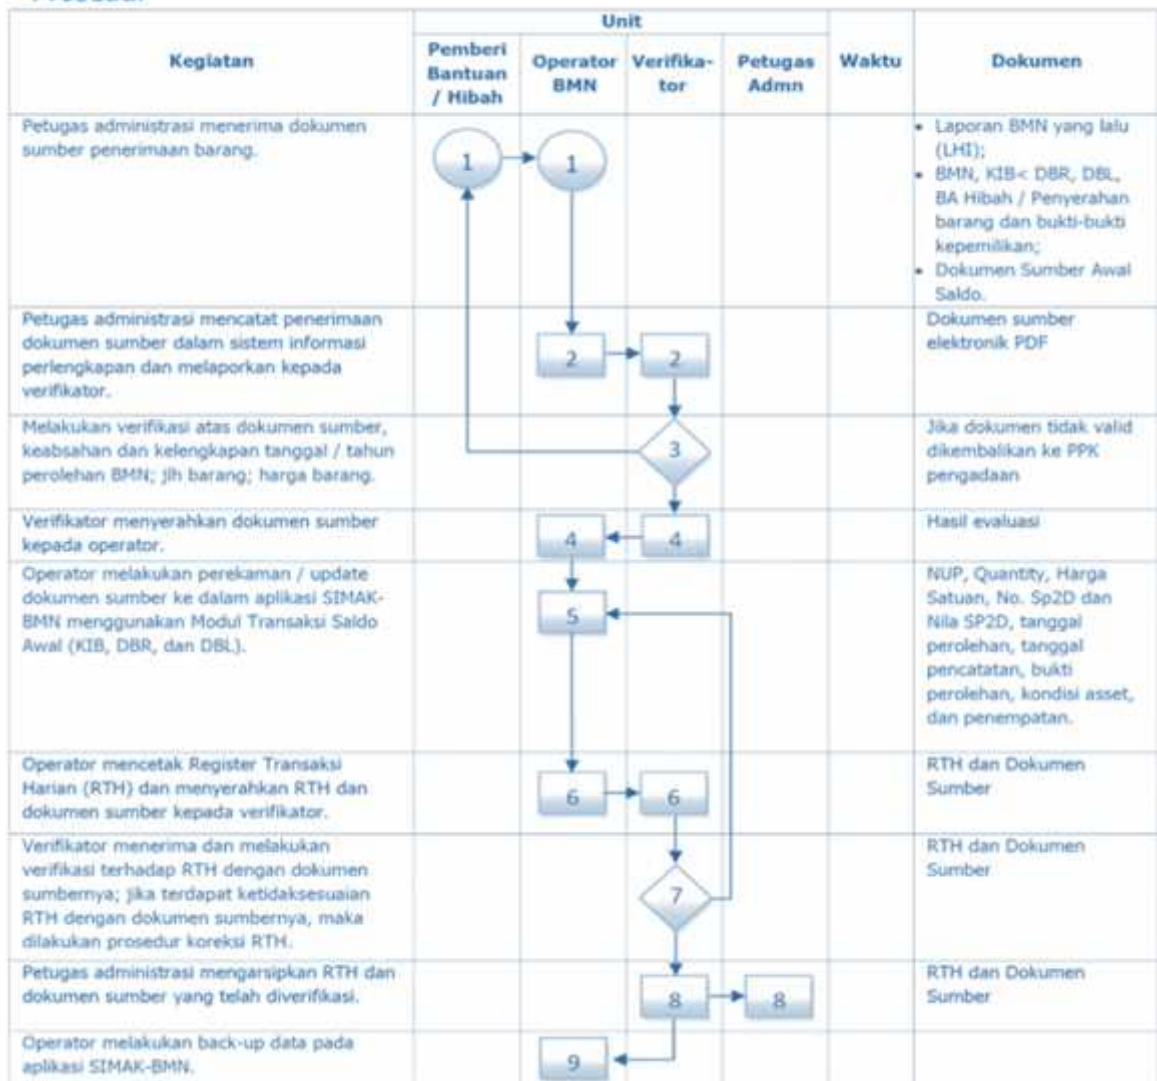 Unit
Kegiatan
Pemberi
Bantuan
/ Hibah
Operator
BMN
Verifika-
tor
Petugas
Admn
Waktu
Dokumen
Petugas administrasi menerima dokumen
sumber penerimaan barang.
1
1
• Laporan BMN yang lalu
(LHI);
• BMN, KIB< DBR, DBL,
BA Hibah / Penyerahan
barang dan bukti-bukti
kepemilikan;
• Dokumen Sumber Awal
Saldo.
Petugas administrasi mencatat penerimaan
dokumen sumber dalam sistem informasi
perlengkapan dan melaporkan kepada
verifikator.
2
2
Dokumen sumber
elektronik PDF
Melakukan verifikasi atas dokumen sumber,
keabsahan dan kelengkapan tanggal / tahun
perolehan BMN; jlh barang; harga barang.
3
Jika dokumen tidak valid
dikembalikan ke PPK
pengadaan
Verifikator menyerahkan dokumen sumber
kepada operator.
4
4
Hasil evaluasi
Operator melakukan perekaman / update
dokumen sumber ke dalam aplikasi SIMAK-
BMN menggunakan Modul Transaksi Saldo
Awal (KIB, DBR, dan DBL).
5
NUP, Quantity, Harga
Satuan, No. Sp2D dan
Nila SP2D, tanggal
perolehan, tanggal
pencatatan, bukti
perolehan, kondisi asset,
dan penempatan.
Operator mencetak Register Transaksi
Harian (RTH) dan menyerahkan RTH dan
dokumen sumber kepada verifikator.
6
6
RTH dan Dokumen
Sumber
Verifikator menerima dan melakukan
verifikasi terhadap RTH dengan dokumen
sumbernya; jika terdapat ketidaksesuaian
RTH dengan dokumen sumbernya, maka
dilakukan prosedur koreksi RTH.
7
RTH dan Dokumen
Sumber
Petugas administrasi mengarsipkan RTH dan
dokumen sumber yang telah diverifikasi.
8
8
RTH dan Dokumen
Sumber
Operator melakukan back-up data pada
aplikasi SIMAK-BMN.
9